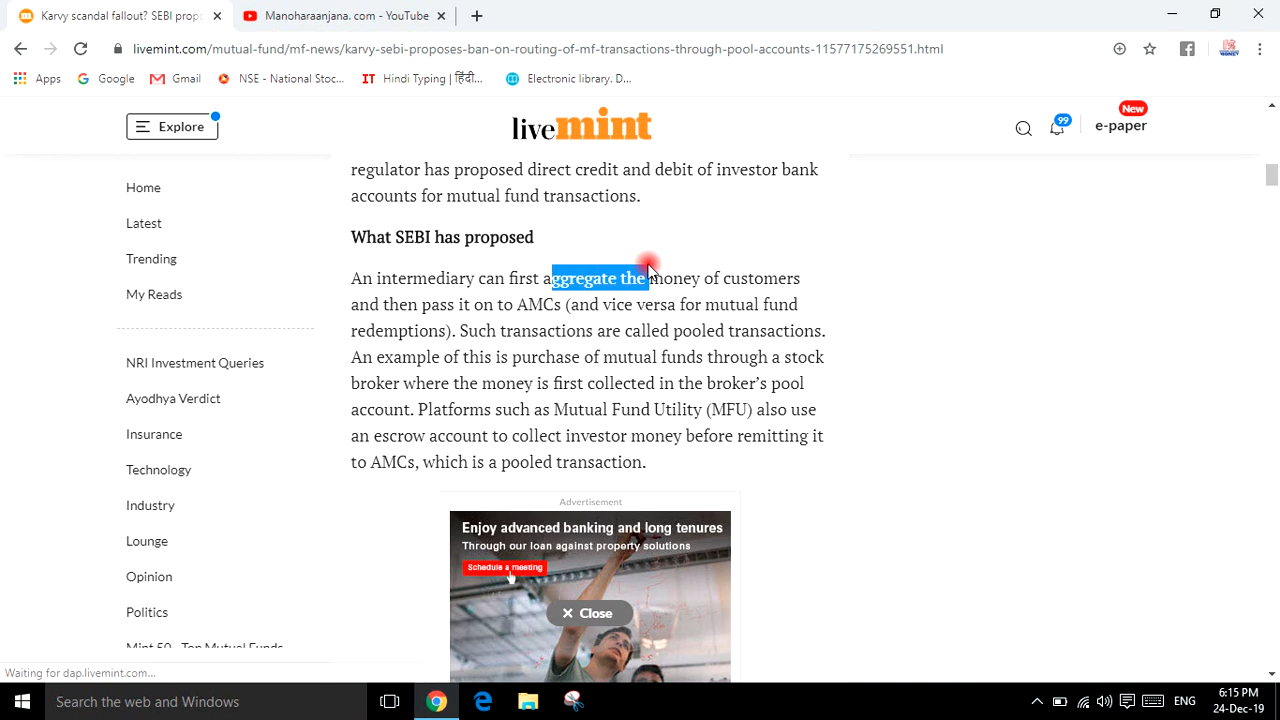 Karvy scandal fallout? SEBI prop
Manoharaanjana. com - YouTube
livemint.com/mutual-fund/mf-news/karvy-sebi-proposes-ban-on-routing-of-mf-transactions-through-pool-accounts-11577175269551.html
Apps
Google
Gmail
NSE - National Stoc...
IT
Hindi Typing | हिंदी...
Electronic library. D...
Explore
livemint
99
New
e-paper
Home
Latest
Trending
My Reads
NRI Investment Queries
Ayodhya Verdict
Insurance
Technology
Industry
Lounge
Opinion
Politics
Mint 50 - Top Mutual Funds
regulator has proposed direct credit and debit of investor bank
accounts for mutual fund transactions.
What SEBI has proposed
An intermediary can first aggregate the money of customers
and then pass it on to AMCs (and vice versa for mutual fund
redemptions). Such transactions are called pooled transactions.
An example of this is purchase of mutual funds through a stock
broker where the money is first collected in the broker's pool
account. Platforms such as Mutual Fund Utility (MFU) also use
an escrow account to collect investor money before remitting it
to AMCs, which is a pooled transaction.
Advertisement
Enjoy advanced banking and long tenures
Through our loan against property solutions
Schedule a meeting
Close
Waiting for dap.livemint.com...
Search the web and Windows
ENG
6:15 PM
24-Dec-19